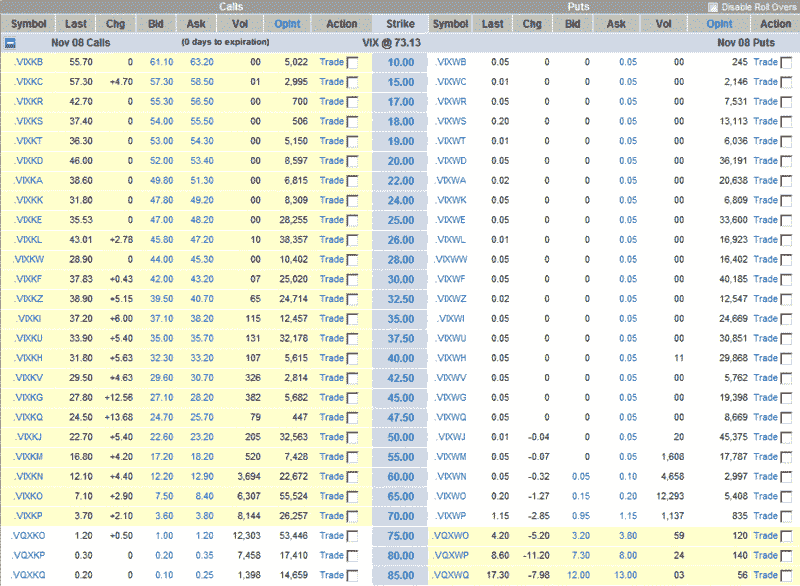 Calls Puts Disable Roll Overs
Symbol Last Chg Bid Ask Vol OpInt Action Strike Symbol Last Chg Bid Ask Vol OpInt Action
Nov 08 Calls (0 days to expiration) VIX @ 73.13 Nov 08 Puts
.VIXKB 55.70 0 61.10 63.20 00 5,022 Trade 10.00 .VIXWB 0.05 0 0 0.05 00 245 Trade
.VIXKC 57.30 +4.70 57.30 58.50 01 2,995 Trade 15.00 .VIXWC 0.01 0 0 0.05 00 2,146 Trade
.VIXKR 42.70 0 55.30 56.50 00 700 Trade 17.00 .VIXWR 0.05 0 0 0.05 00 7,531 Trade
.VIXKS 37.40 0 54.00 55.50 00 506 Trade 18.00 .VIXWS 0.20 0 0 0.05 00 13,113 Trade
.VIXKT 36.30 0 53.00 54.30 00 5,150 Trade 19.00 .VIXWT 0.01 0 0 0.05 00 6,036 Trade
.VIXKD 46.00 0 52.00 53.40 00 8,597 Trade 20.00 .VIXWD 0.05 0 0 0.05 00 36,191 Trade
.VIXKA 38.60 0 49.80 51.30 00 6,815 Trade 22.00 .VIXWA 0.02 0 0 0.05 00 20,638 Trade
.VIXKK 31.80 0 47.80 49.20 00 8,309 Trade 24.00 .VIXWK 0.05 0 0 0.05 00 6,809 Trade
.VIXKE 35.53 0 47.00 48.20 00 28,255 Trade 25.00 .VIXWE 0.05 0 0 0.05 00 33,600 Trade
.VIXKL 43.01 +2.78 45.80 47.20 10 38,357 Trade 26.00 .VIXWL 0.01 0 0 0.05 00 16,923 Trade
.VIXKW 28.90 0 44.00 45.30 00 10,402 Trade 28.00 .VIXWW 0.05 0 0 0.05 00 16,402 Trade
.VIXKF 37.83 +0.43 42.00 43.20 07 25,020 Trade 30.00 .VIXWF 0.05 0 0 0.05 00 40,185 Trade
.VIXKZ 38.90 +5.15 39.50 40.70 65 24,714 Trade 32.50 .VIXWZ 0.02 0 0 0.05 00 12,547 Trade
.VIXKI 37.20 +6.00 37.10 38.20 115 12,457 Trade 35.00 .VIXWI 0.05 0 0 0.05 00 24,669 Trade
.VIXKU 33.90 +5.40 35.00 35.70 131 32,178 Trade 37.50 .VIXWU 0.05 0 0 0.05 00 30,851 Trade
.VIXKH 31.80 +5.63 32.30 33.20 107 5,615 Trade 40.00 .VIXWH 0.05 0 0 0.05 11 29,868 Trade
.VIXKV 29.50 +4.63 29.60 30.70 326 2,814 Trade 42.50 .VIXWV 0.05 0 0 0.05 00 5,762 Trade
.VIXKG 27.80 +12.56 27.10 28.20 382 5,682 Trade 45.00 .VIXWG 0.05 0 0 0.05 00 19,398 Trade
.VIXKQ 24.50 +13.68 24.70 25.70 79 447 Trade 47.50 .VIXWQ 0.05 0 0 0.05 00 8,669 Trade
.VIXKJ 22.70 +5.40 22.60 23.20 205 32,563 Trade 50.00 .VIXWJ 0.01 -0.04 0 0.05 20 45,375 Trade
.VIXKM 16.80 +4.20 17.20 18.20 520 7,428 Trade 55.00 .VIXWM 0.05 -0.07 0 0.05 1,608 17,787 Trade
.VIXKN 12.10 +4.40 12.20 12.90 3,694 22,672 Trade 60.00 .VIXWN 0.05 -0.32 0.05 0.10 4,658 2,997 Trade
.VIXKO 7.10 +2.90 7.50 8.40 6,307 55,524 Trade 65.00 .VIXWO 0.20 -1.27 0.15 0.20 12,293 5,408 Trade
.VIXKP 3.70 +2.10 3.60 3.80 8,144 26,257 Trade 70.00 .VIXWP 1.15 -2.85 0.95 1.15 1,137 835 Trade
.VQXKO 1.20 +0.50 1.00 1.20 12,303 53,446 Trade 75.00 .VQXWO 4.20 -5.20 3.20 3.80 59 120 Trade
.VQXKP 0.30 0 0.20 0.35 7,458 17,410 Trade 80.00 .VQXWP 8.60 -11.20 7.30 8.00 24 140 Trade
.VQXKQ 0.20 0 0.10 0.25 1,398 14,659 Trade 85.00 .VQXWQ 17.30 -7.98 12.00 13.00 03 56 Trade